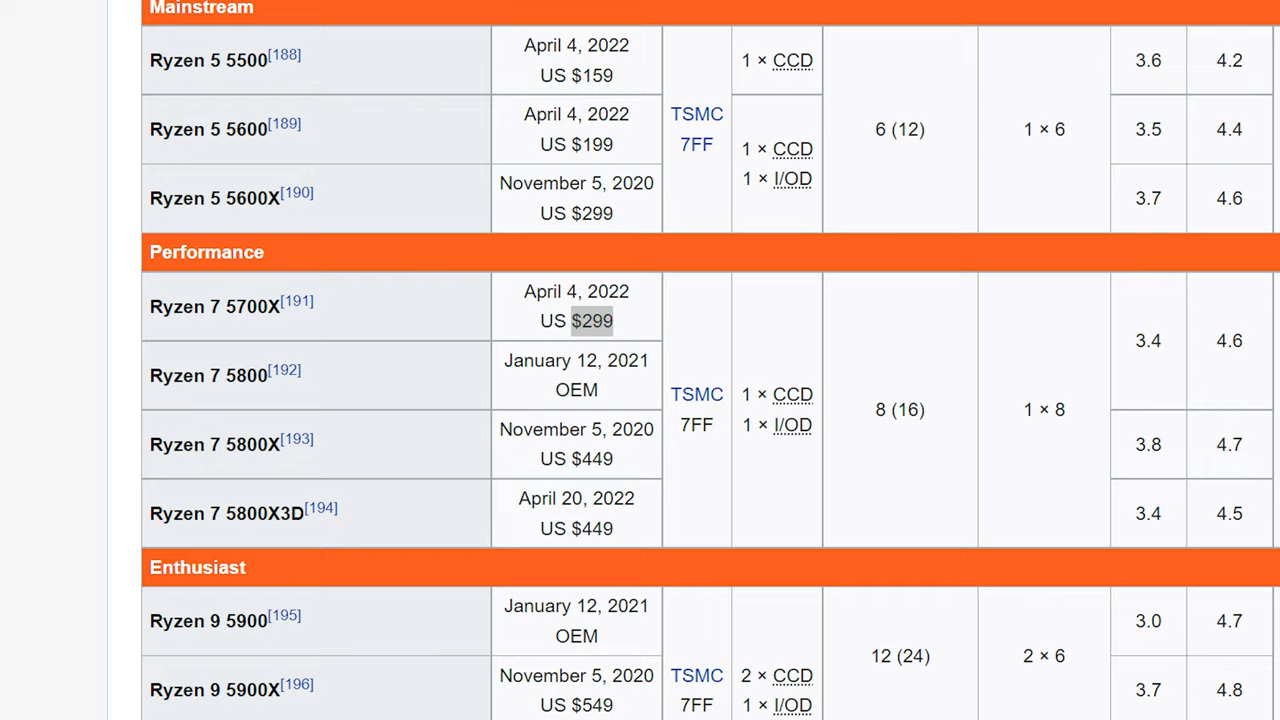 Mainstream
Ryzen 5 5500[188]
April 4, 2022
US $159
1 × CCD
3.6
4.2
Ryzen 5 5600[189]
April 4, 2022
US $199
TSMC
7FF
1 × CCD
1 × I/OD
6 (12)
1 × 6
3.5
4.4
Ryzen 5 5600X[190]
November 5, 2020
US $299
3.7
4.6
Performance
Ryzen 7 5700X[191]
April 4, 2022
US $299
3.4
4.6
Ryzen 7 5800[192]
January 12, 2021
OEM
TSMC
7FF
1 × CCD
1 × I/OD
8 (16)
1 × 8
Ryzen 7 5800X[193]
November 5, 2020
US $449
3.8
4.7
Ryzen 7 5800X3D[194]
April 20, 2022
US $449
3.4
4.5
Enthusiast
Ryzen 9 5900[195]
January 12, 2021
OEM
3.0
4.7
12 (24)
2 × 6
Ryzen 9 5900X[196]
November 5, 2020
US $549
TSMC
7FF
2 × CCD
1 × I/OD
3.7
4.8